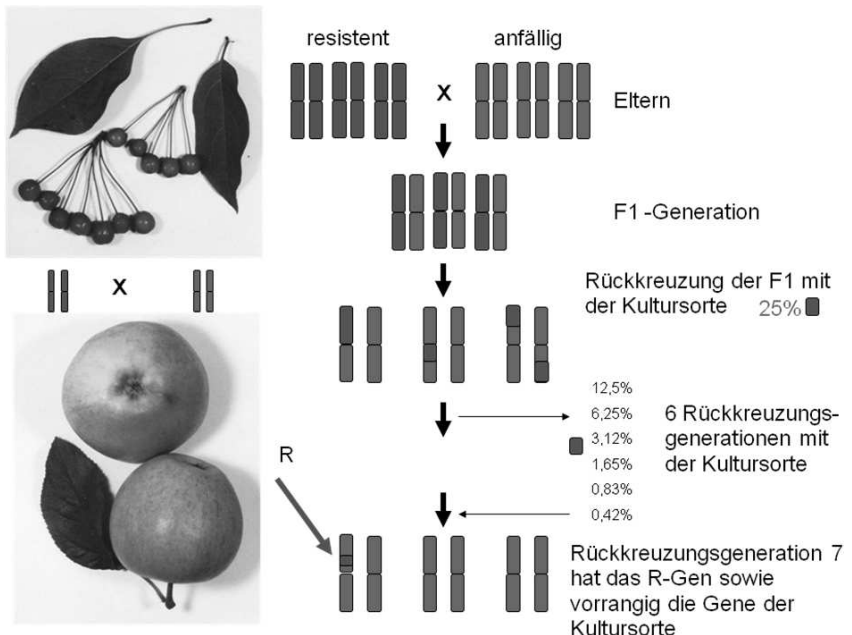 resistent
anfällig
x
Eltern
F1 -Generation
x
Rückkreuzung der F1 mit
der Kultursorte 25%
12,5%
6,25%
3,12%
1,65%
0,83%
0,42%
6 Rückkreuzungs-
generationen mit
der Kultursorte
R
Rückkreuzungsgeneration 7
hat das R-Gen sowie
vorrangig die Gene der
Kultursorte